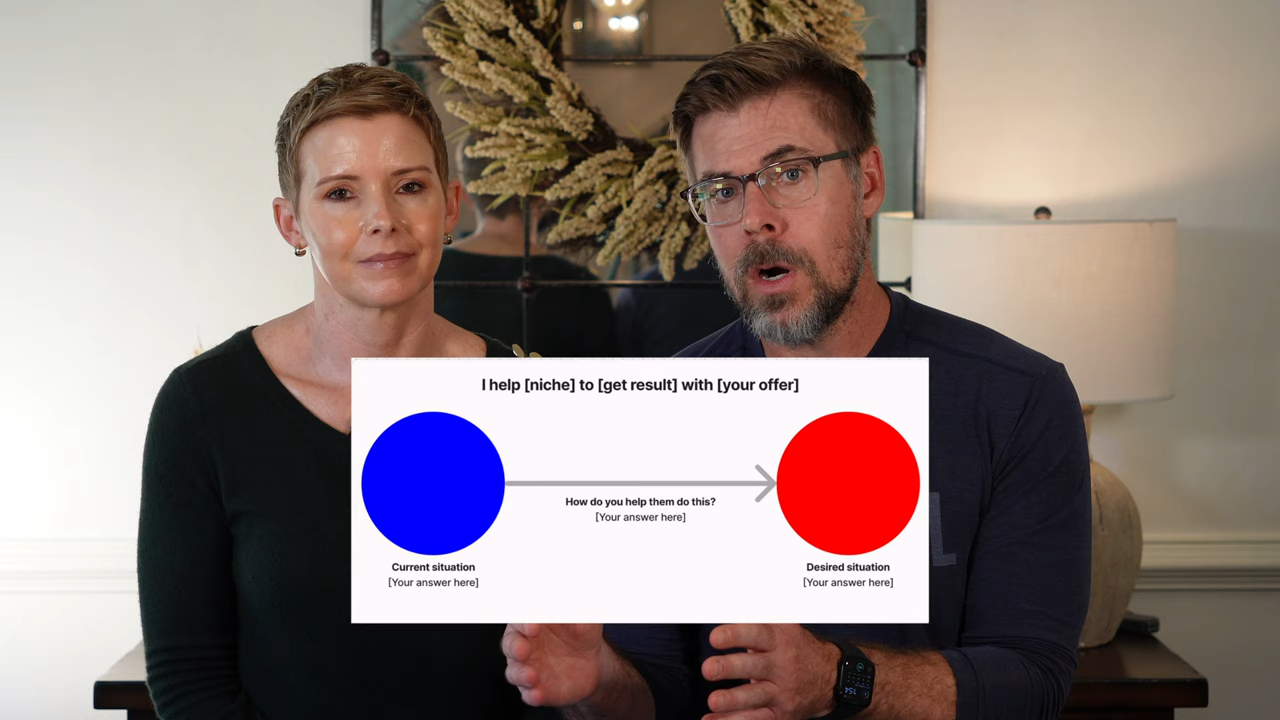 I help [niche] to [get result] with [your offer]
How do you help them do this?
[Your answer here]
Current situation
[Your answer here]
Desired situation
[Your answer here]